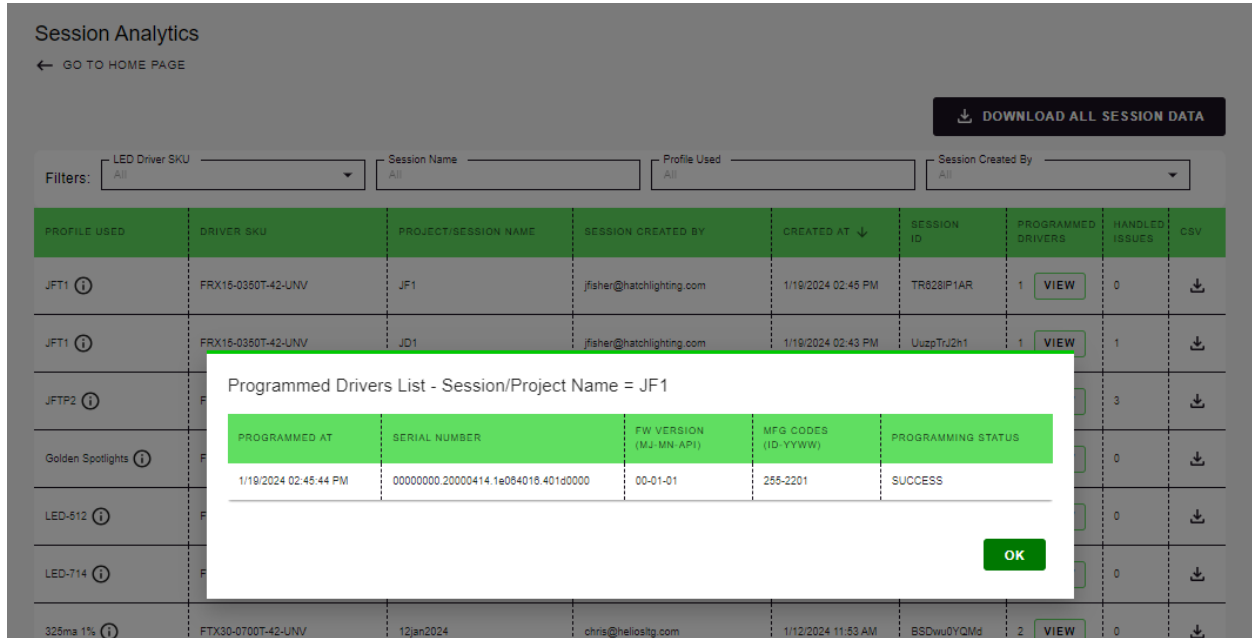 Session Analytics
← GO TO HOME PAGE
DOWNLOAD ALL SESSION DATA
Filters: LED Driver SKU All Session Name All Profile Used All Session Created By All
PROFILE USED DRIVER SKU PROJECT/SESSION NAME SESSION CREATED BY CREATED AT ↓ SESSION ID PROGRAMMED DRIVERS HANDLED ISSUES CSV
JFT1 FRX15-0350T-42-UNV JF1 jfisher@hatchlighting.com 1/19/2024 02:45 PM TR628IP1AR 1 VIEW 0
JFT1 FRX15-0350T-42-UNV JD1 jfisher@hatchlighting.com 1/19/2024 02:43 PM UuzpTrJ2h1 1 VIEW 1
JFTP2 F 3
Golden Spotlights F 0
LED-512 F 0
LED-714 F 0
325ma 1% FTX30-0700T-42-UNV 12jan2024 chris@heliosltg.com 1/12/2024 11:53 AM BSDwu0YQMd 2 VIEW 0
Programmed Drivers List - Session/Project Name = JF1
PROGRAMMED AT SERIAL NUMBER FW VERSION (MJ-MN-API) MFG CODES (ID-YYWW) PROGRAMMING STATUS
1/19/2024 02:45:44 PM 00000000.20000414.1e064016.401d0000 00-01-01 255-2201 SUCCESS
OK